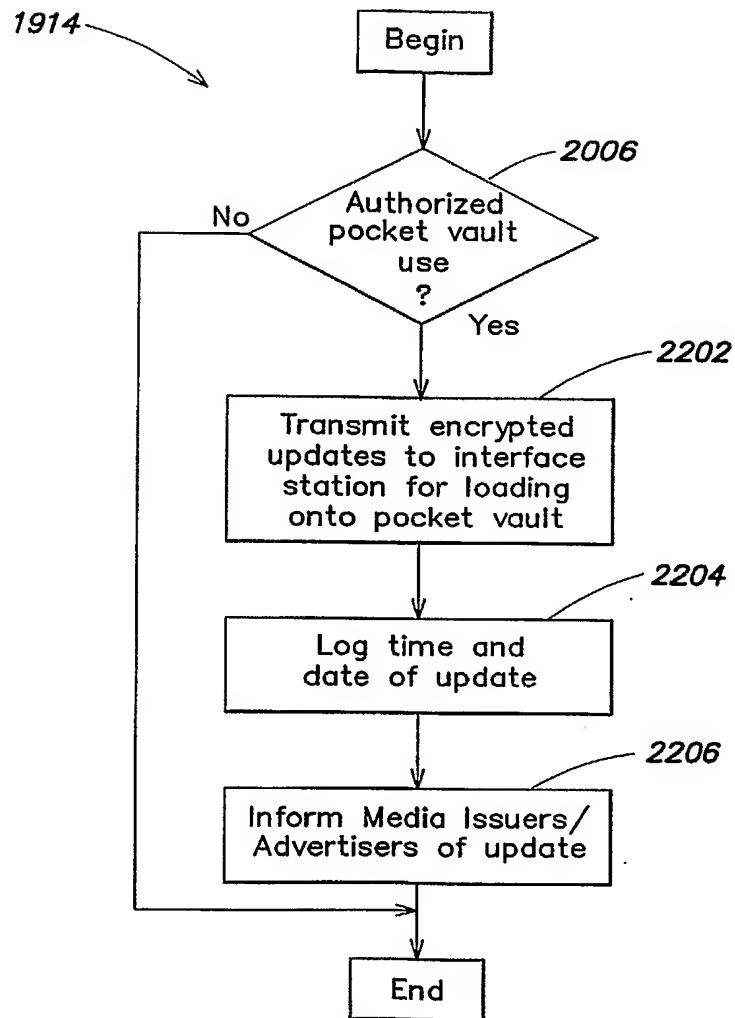 1914
Begin
2006
Authorized
pocket vault
use
?
No
Yes
2202
Transmit encrypted
updates to interface
station for loading
onto pocket vault
2204
Log time and
date of update
2206
Inform Media Issuers/
Advertisers of update
End